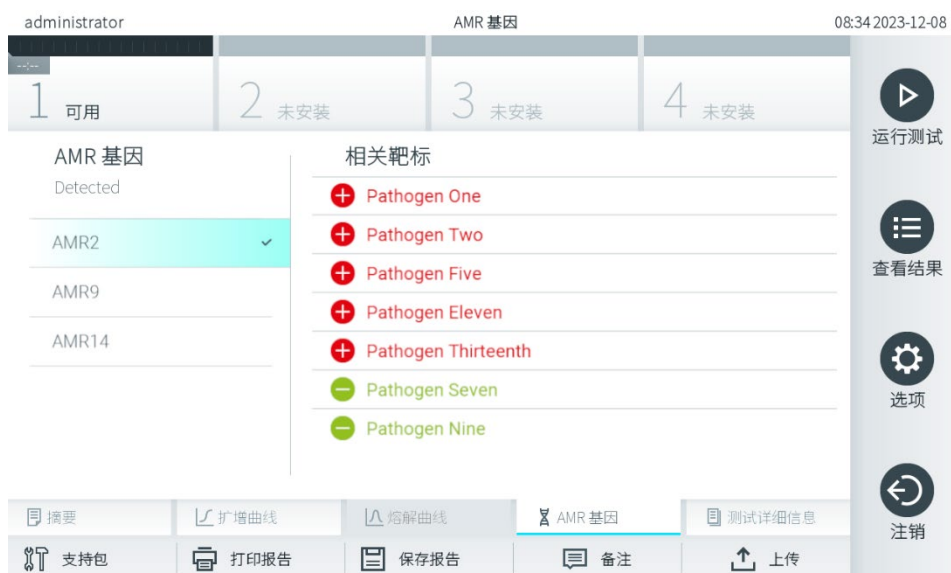 administrator AMR 基因 08:34 2023-12-08
--:--
1 可用 2 未安装 3 未安装 4 未安装
运行测试
AMR 基因
Detected
AMR2
AMR9
AMR14
相关靶标
Pathogen One
Pathogen Two
Pathogen Five
Pathogen Eleven
Pathogen Thirteenth
Pathogen Seven
Pathogen Nine
查看结果
选项
注销
摘要 扩增曲线 熔解曲线 AMR 基因 测试详细信息
支持包 打印报告 保存报告 备注 上传